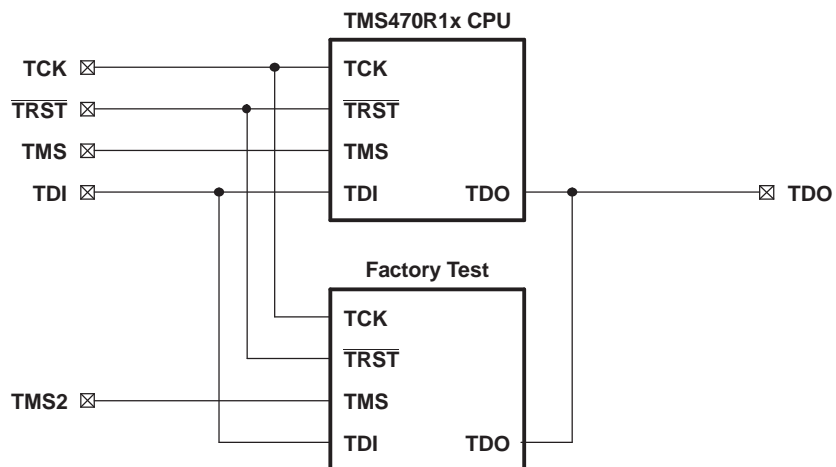 TMS470R1x CPU
TCK
TCK
TRST
TRST
TMS
TMS
TDI
TDI
TDO
TDO
Factory Test
TCK
TRST
TMS2
TMS
TDI
TDO